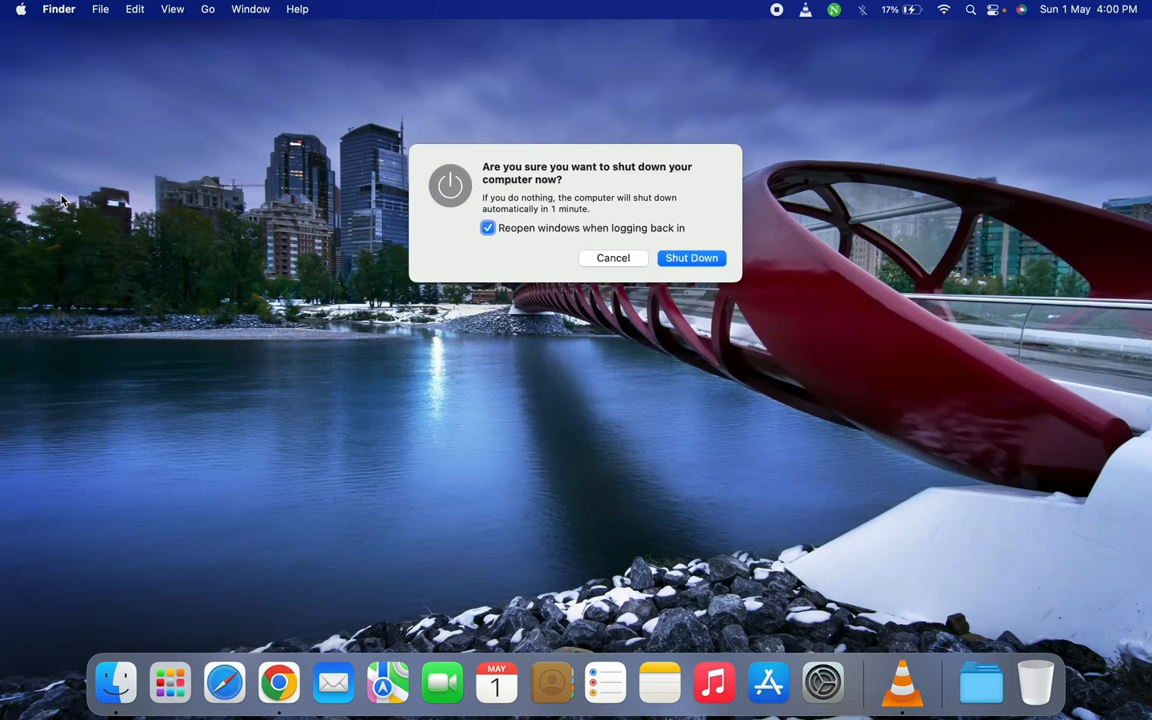 Finder File Edit View Go Window Help N 17% Sun 1 May 4:00 PM
Are you sure you want to shut down your
computer now?
If you do nothing, the computer will shut down
automatically in 1 minute.
Reopen windows when logging back in
Cancel Shut Down
MAY
1